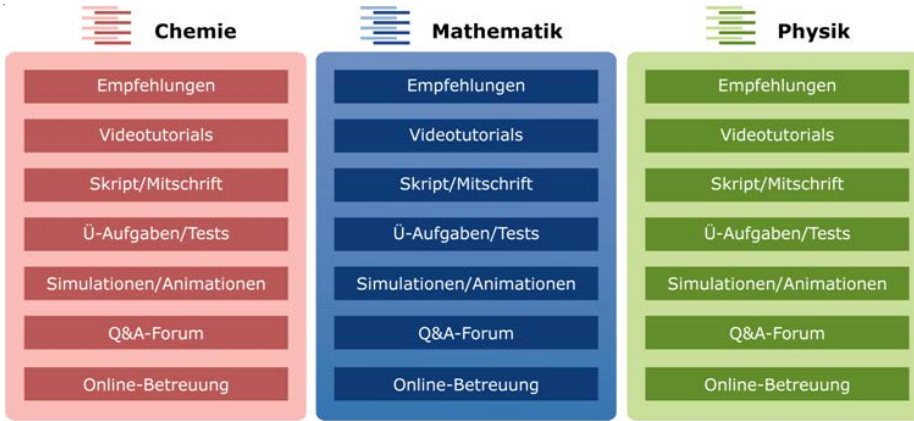 Chemie
Empfehlungen
Videotutorials
Skript/Mitschrift
Ü-Aufgaben/Tests
Simulationen/Animationen
Q&A-Forum
Online-Betreuung
Mathematik
Empfehlungen
Videotutorials
Skript/Mitschrift
Ü-Aufgaben/Tests
Simulationen/Animationen
Q&A-Forum
Online-Betreuung
Physik
Empfehlungen
Videotutorials
Skript/Mitschrift
Ü-Aufgaben/Tests
Simulationen/Animationen
Q&A-Forum
Online-Betreuung